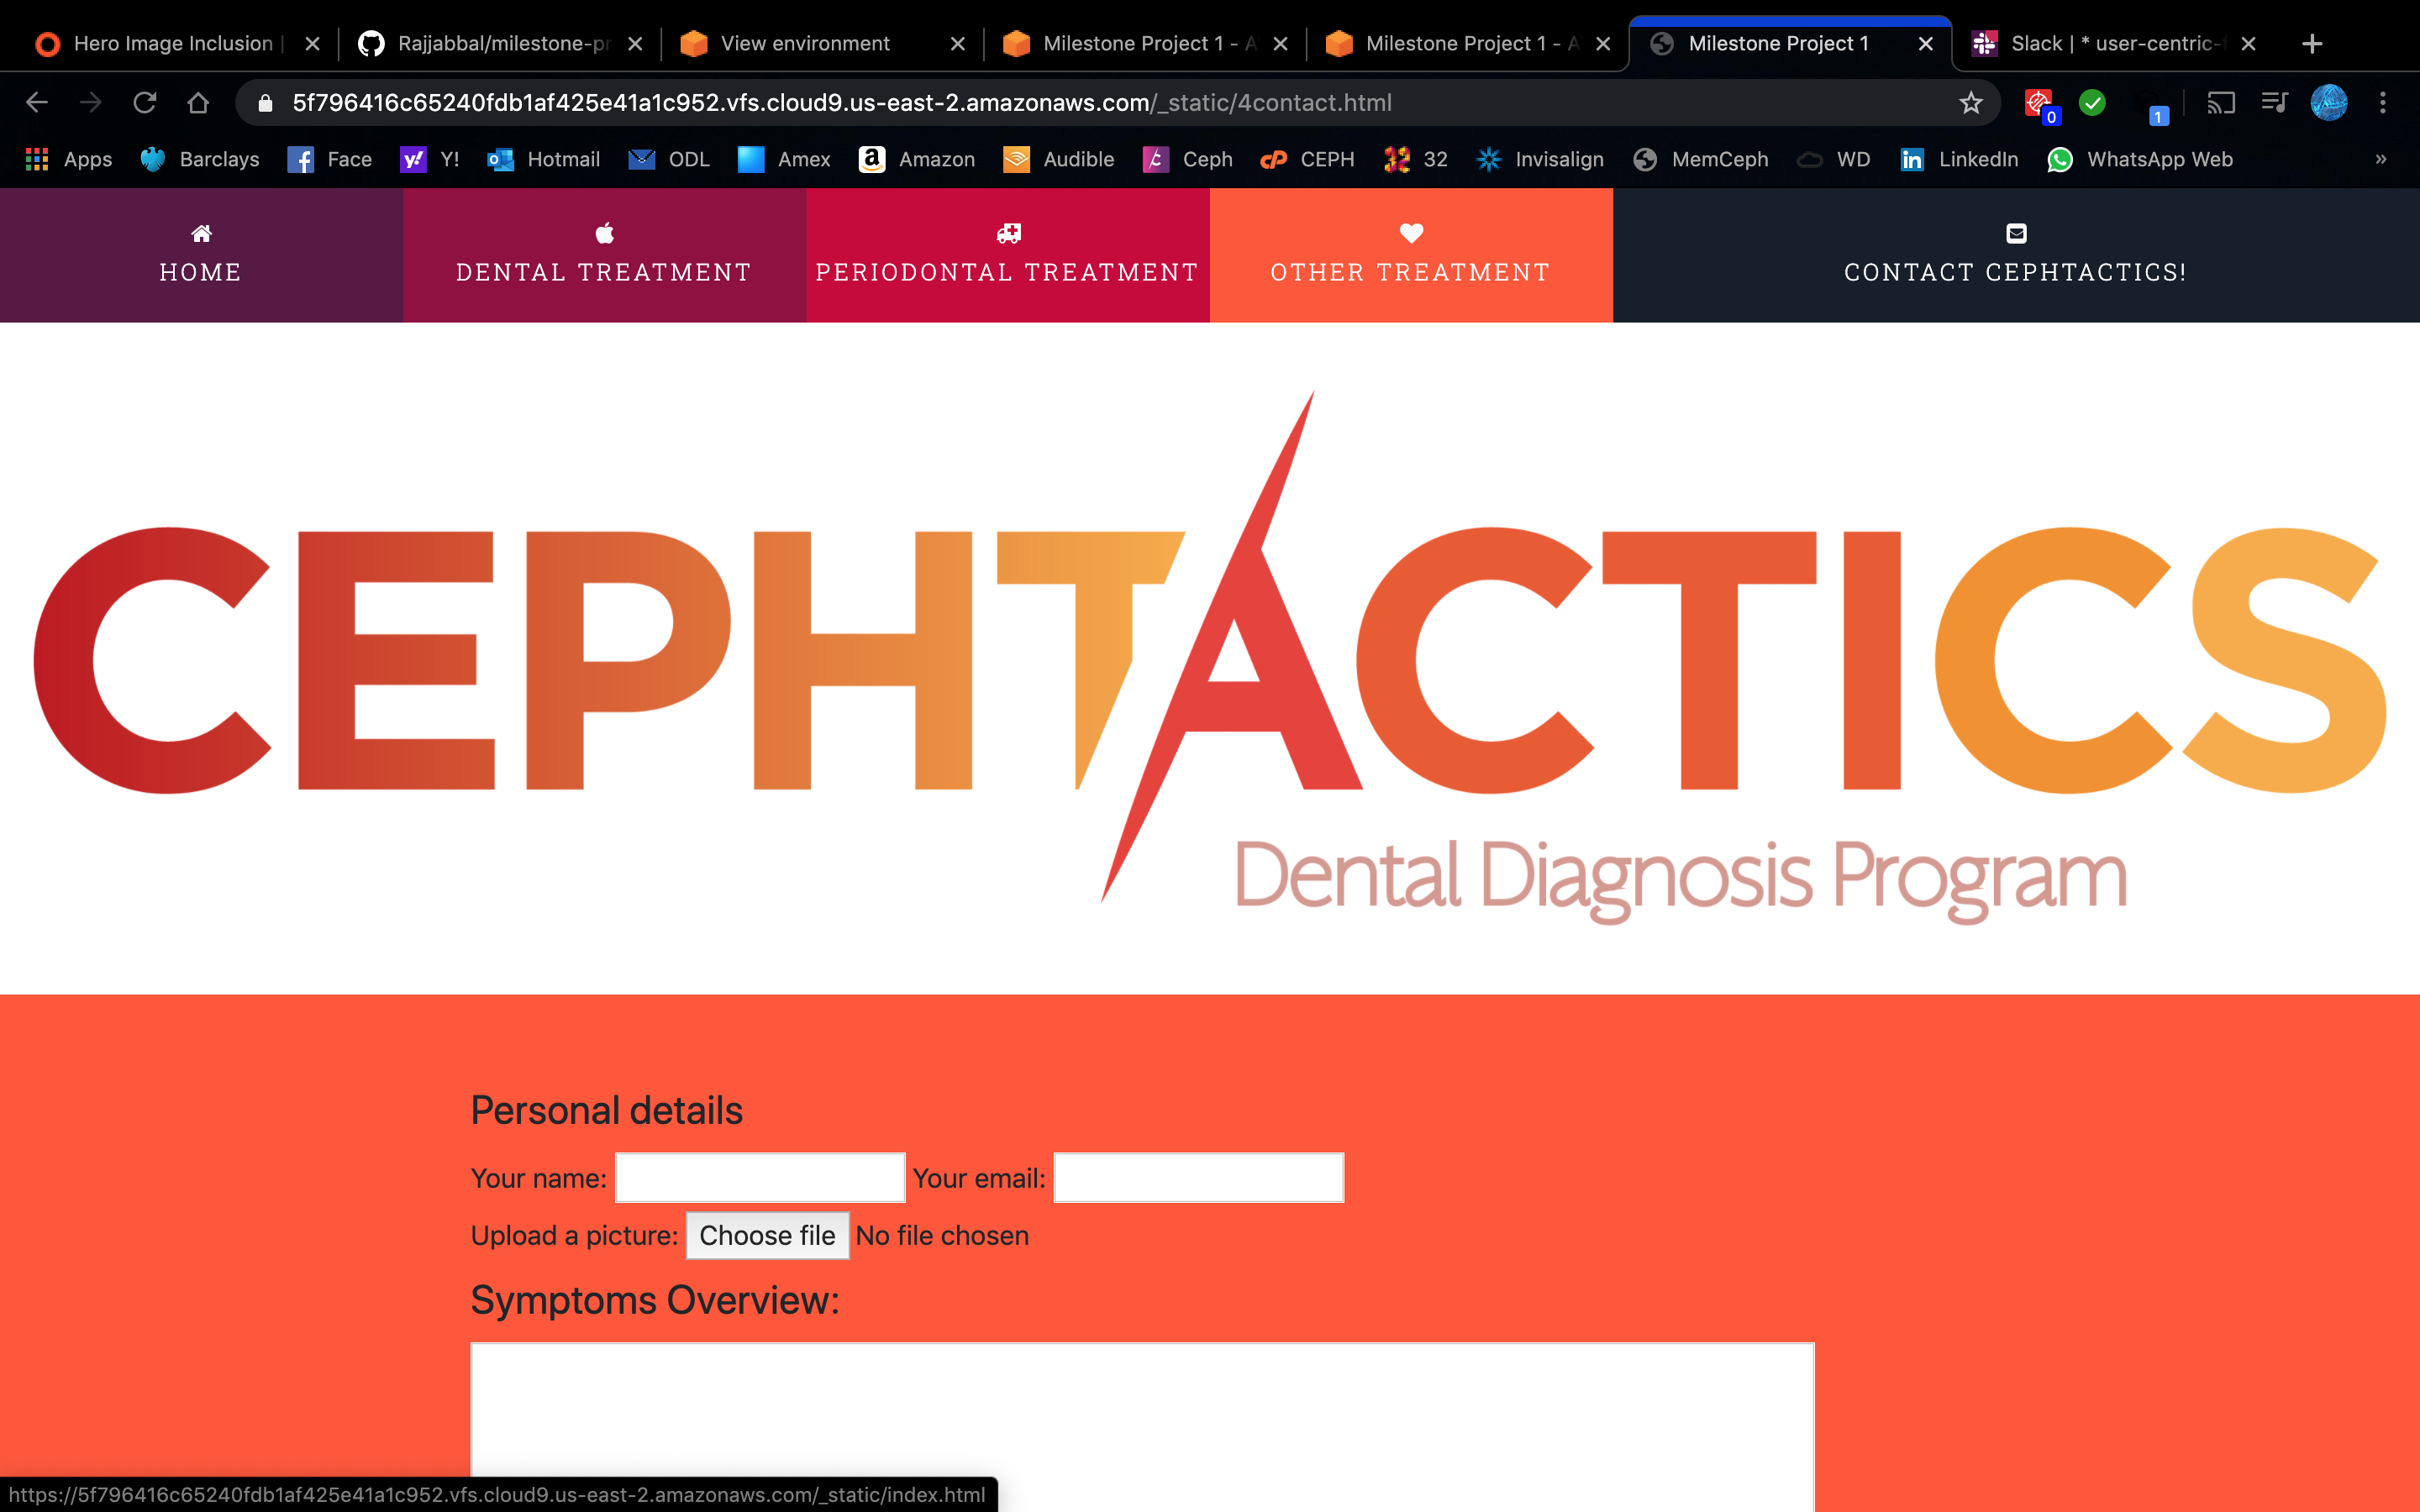 Hero Image Inclusion |
Rajjabbal/milestone-pr
View environment
Milestone Project 1 - A
Milestone Project 1 - A
Milestone Project 1
Slack | * user-centric-f
5f796416c65240fdb1af425e41a1c952.vfs.cloud9.us-east-2.amazonaws.com/_static/4contact.html
0
1
Apps
Barclays
Face
Y!
Hotmail
ODL
Amex
Amazon
Audible
Ceph
CEPH
32
Invisalign
MemCeph
WD
LinkedIn
WhatsApp Web
»
HOME
DENTAL TREATMENT
PERIODONTAL TREATMENT
OTHER TREATMENT
CONTACT CEPHTACTICS!
CEPHTACTICS
Dental Diagnosis Program
Personal details
Your name:
Your email:
Upload a picture: Choose file No file chosen
Symptoms Overview:
https://5f796416c65240fdb1af425e41a1c952.vfs.cloud9.us-east-2.amazonaws.com/_static/index.html